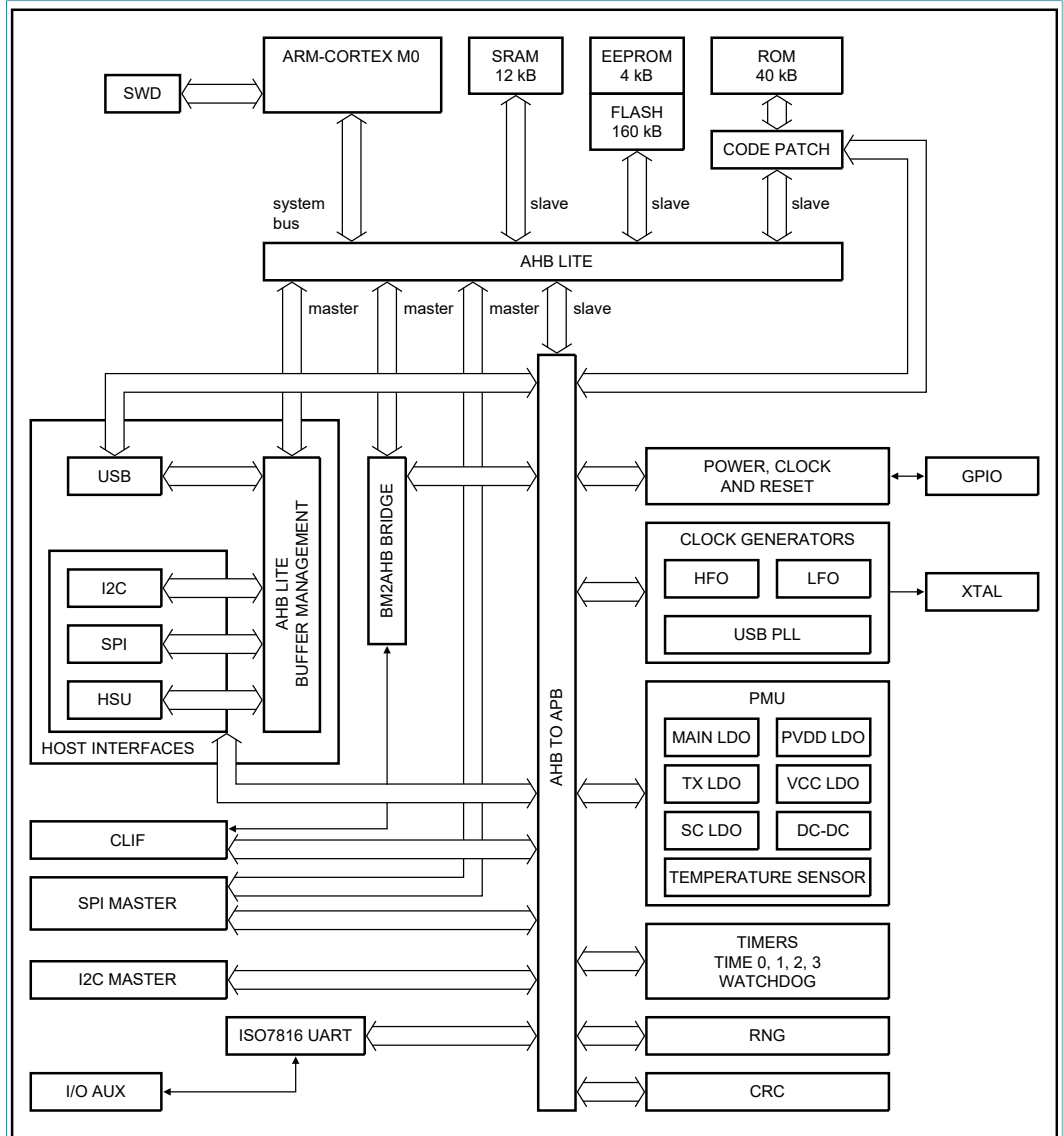 ARM-CORTEX M0
SWD
SRAM
12 kB
EEPROM
4 kB
FLASH
160 kB
ROM
40 kB
CODE PATCH
system
bus
slave
slave
slave
AHB LITE
master
master
master
slave
USB
I2C
SPI
HSU
HOST INTERFACES
AHB LITE
BUFFER MANAGEMENT
BM2AHB BRIDGE
AHB TO APB
CLIF
SPI MASTER
I2C MASTER
ISO7816 UART
I/O AUX
POWER, CLOCK
AND RESET
GPIO
CLOCK GENERATORS
HFO
LFO
USB PLL
XTAL
PMU
MAIN LDO
PVDD LDO
TX LDO
VCC LDO
SC LDO
DC-DC
TEMPERATURE SENSOR
TIMERS
TIME 0, 1, 2, 3
WATCHDOG
RNG
CRC